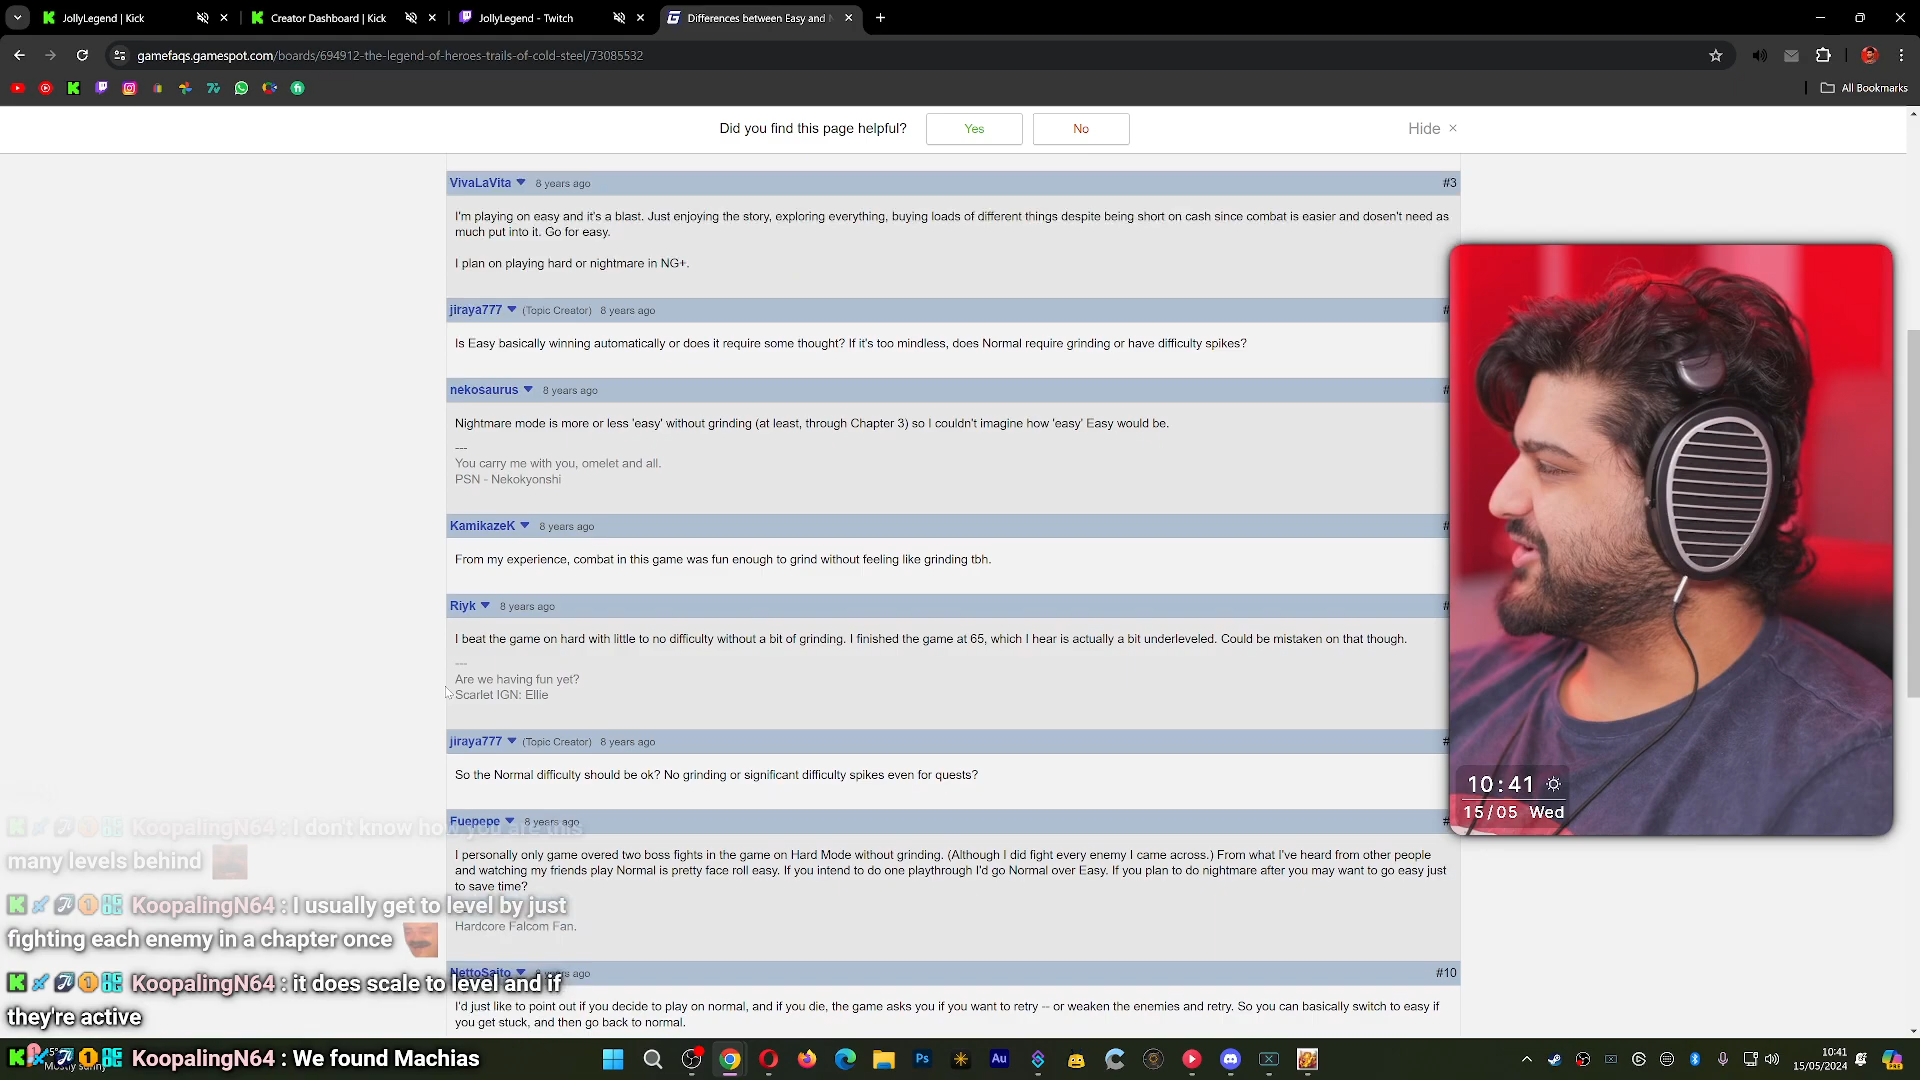 JollyLegend | Kick
Creator Dashboard | Kick
JollyLegend - Twitch
Differences between Easy and
gamefaqs.gamespot.com/boards/694912-the-legend-of-heroes-trails-of-cold-steel/73085532
All Bookmarks
Did you find this page helpful?
Yes
No
Hide ×
VivaLaVita 8 years ago #3
I'm playing on easy and it's a blast. Just enjoying the story, exploring everything, buying loads of different things despite being short on cash since combat is easier and dosen't need as
much put into it. Go for easy.
I plan on playing hard or nightmare in NG+.
jiraya777 (Topic Creator) 8 years ago #
Is Easy basically winning automatically or does it require some thought? If it's too mindless, does Normal require grinding or have difficulty spikes?
nekosaurus 8 years ago #
Nightmare mode is more or less 'easy' without grinding (at least, through Chapter 3) so I couldn't imagine how 'easy' Easy would be.
---
You carry me with you, omelet and all.
PSN - Nekokyonshi
KamikazeK 8 years ago #
From my experience, combat in this game was fun enough to grind without feeling like grinding tbh.
Riyk 8 years ago #
I beat the game on hard with little to no difficulty without a bit of grinding. I finished the game at 65, which I hear is actually a bit underleveled. Could be mistaken on that though.
---
Are we having fun yet?
Scarlet IGN: Ellie
jiraya777 (Topic Creator) 8 years ago #
So the Normal difficulty should be ok? No grinding or significant difficulty spikes even for quests?
Fuepepe 8 years ago #
I personally only game overed two boss fights in the game on Hard Mode without grinding. (Although I did fight every enemy I came across.) From what I've heard from other people
and watching my friends play Normal is pretty face roll easy. If you intend to do one playthrough I'd go Normal over Easy. If you plan to do nightmare after you may want to go easy just
to save time?
Hardcore Falcom Fan.
NettoSaito 8 years ago #10
I'd just like to point out if you decide to play on normal, and if you die, the game asks you if you want to retry -- or weaken the enemies and retry. So you can basically switch to easy if
you get stuck, and then go back to normal.
KoopalingN64 : I don't know how you are this
many levels behind
KoopalingN64 : I usually get to level by just
fighting each enemy in a chapter once
KoopalingN64 : it does scale to level and if
they're active
KoopalingN64 : We found Machias
Mostly sunny
10:41
15/05 Wed
Ps
Au
10:41
15/05/2024
PRE